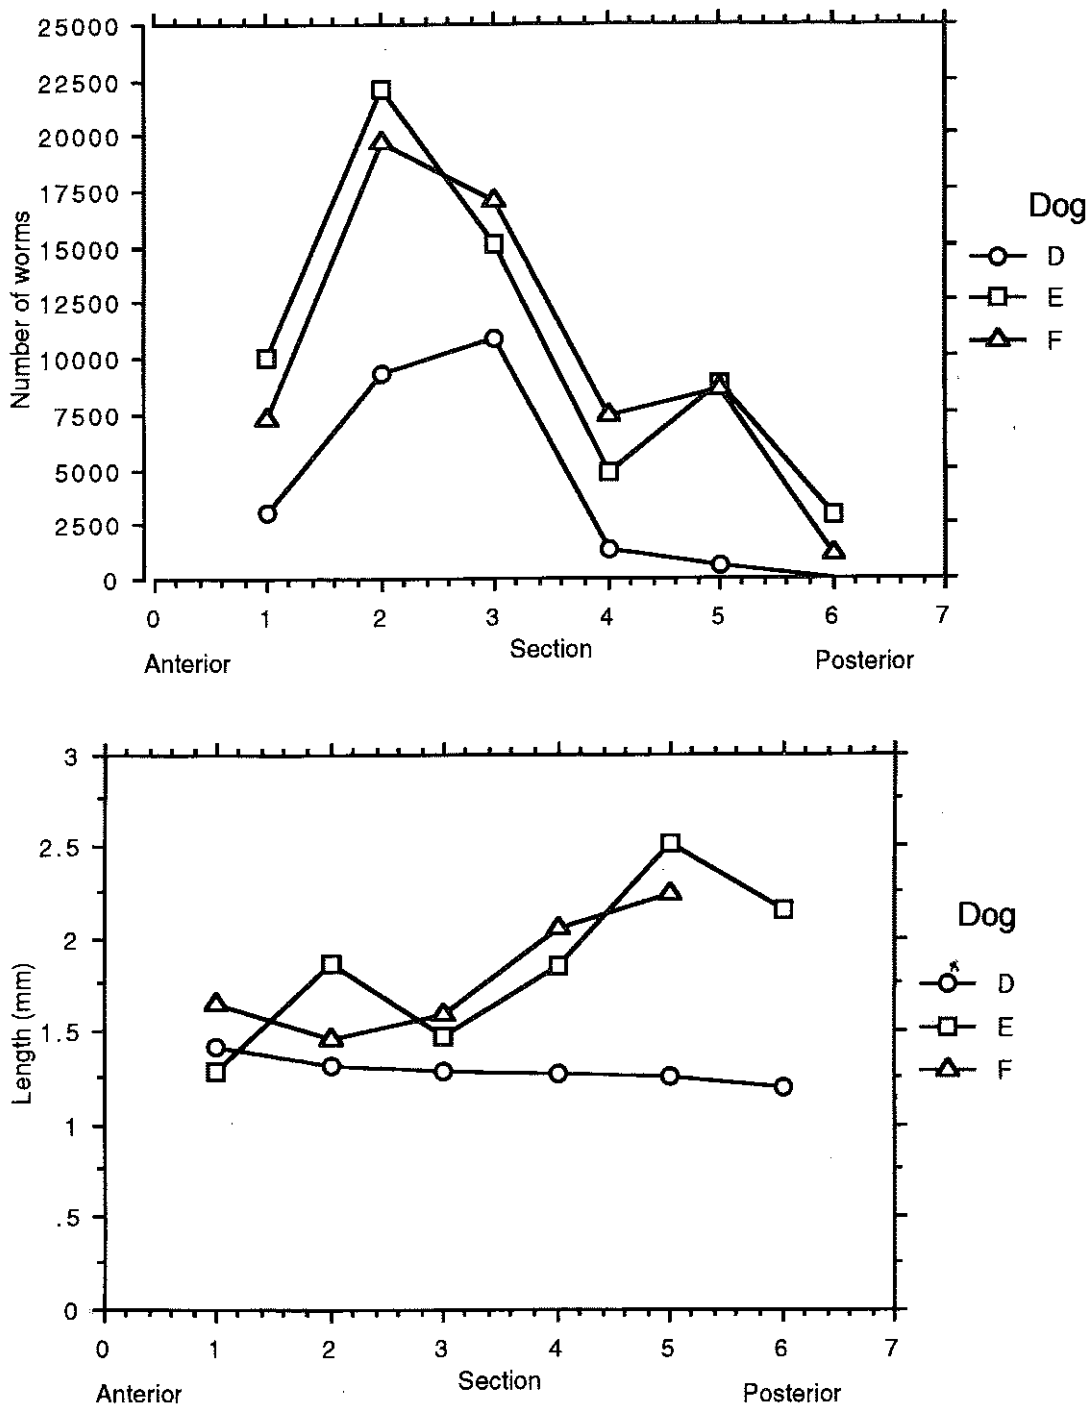 25000
22500
20000
17500
15000
12500
10000
7500
5000
2500
0
Number of worms
0 1 2 3 4 5 6 7
Section
Anterior
Posterior
Dog
D
E
F
3
2.5
2
1.5
1
.5
0
Length (mm)
0 1 2 3 4 5 6 7
Section
Anterior
Posterior
Dog
D
E
F